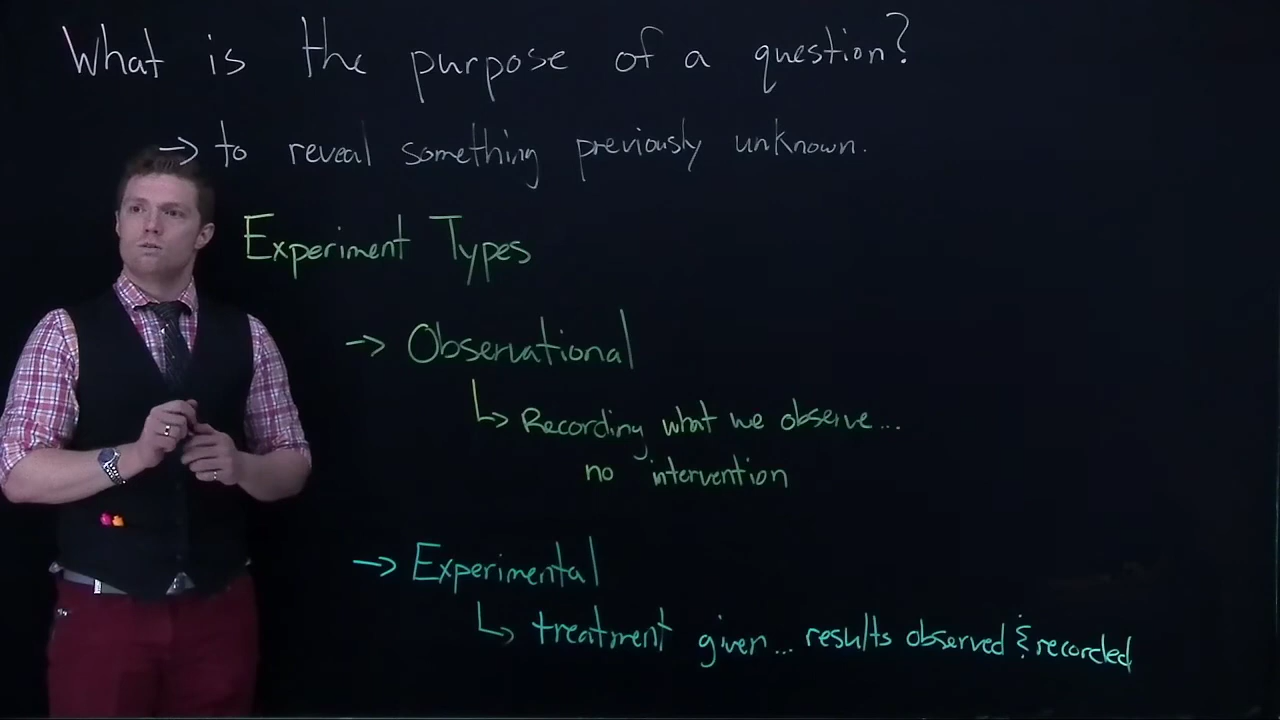 What is the purpose of a question?
→ to reveal something previously unknown.
Experiment Types
→ Observational
↳ Recording what we observe...
no intervention
→ Experimental
↳ treatment given... results observed & recorded